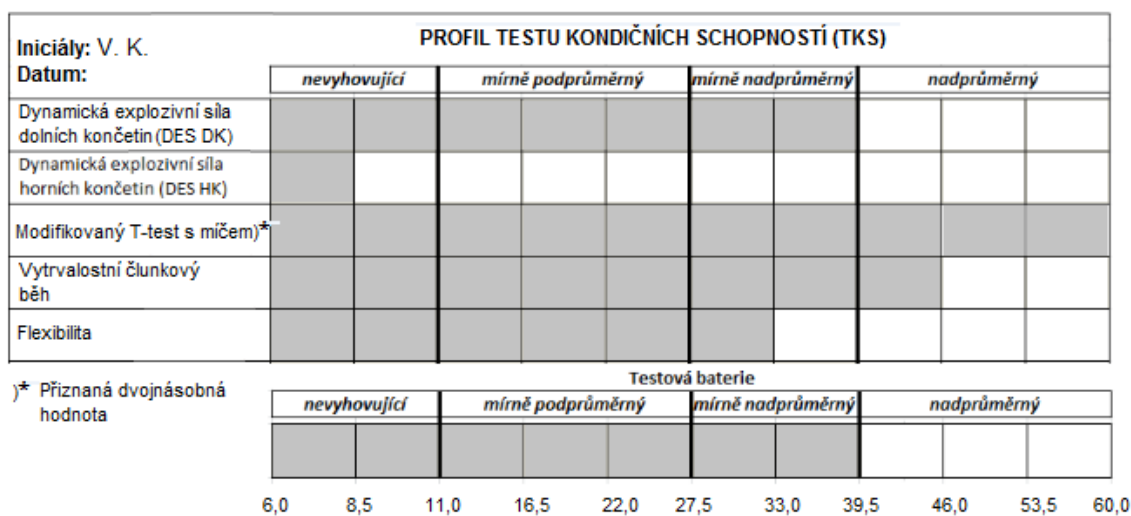 Iniciály: V. K.
Datum:
PROFIL TESTU KONDIČNÍCH SCHOPNOSTÍ (TKS)
nevyhovující mírně podprůměrný mírně nadprůměrný nadprůměrný
Dynamická explozivní síla
dolních končetin (DES DK)
Dynamická explozivní síla
horních končetin (DES HK)
Modifikovaný T-test s míčem)*
Vytrvalostní člunkový
běh
Flexibilita
)* Přiznaná dvojnásobná
hodnota
Testová baterie
nevyhovující mírně podprůměrný mírně nadprůměrný nadprůměrný
6,0 8,5 11,0 16,5 22,0 27,5 33,0 39,5 46,0 53,5 60,0